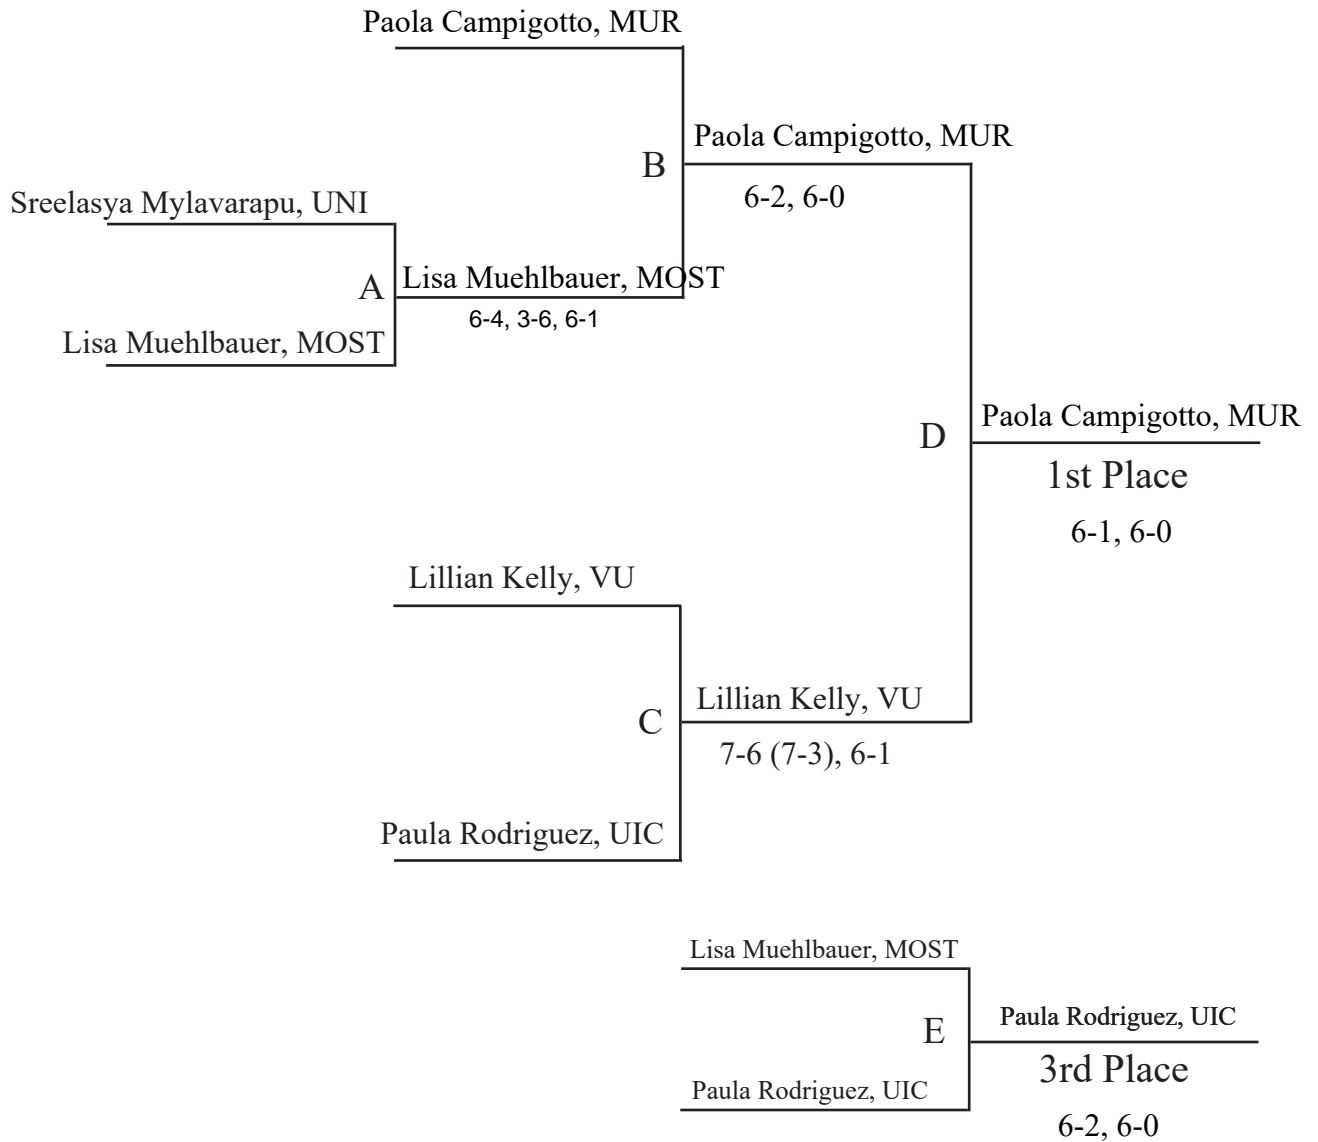 Paola Campigotto, MUR
B
Paola Campigotto, MUR
6-2, 6-0
Sreelasya Mylavarapu, UNI
A
Lisa Muehlbauer, MOST
6-4, 3-6, 6-1
Lisa Muehlbauer, MOST
D
Paola Campigotto, MUR
1st Place
6-1, 6-0
Lillian Kelly, VU
C
Lillian Kelly, VU
7-6 (7-3), 6-1
Paula Rodriguez, UIC
Lisa Muehlbauer, MOST
E
Paula Rodriguez, UIC
3rd Place
Paula Rodriguez, UIC
6-2, 6-0